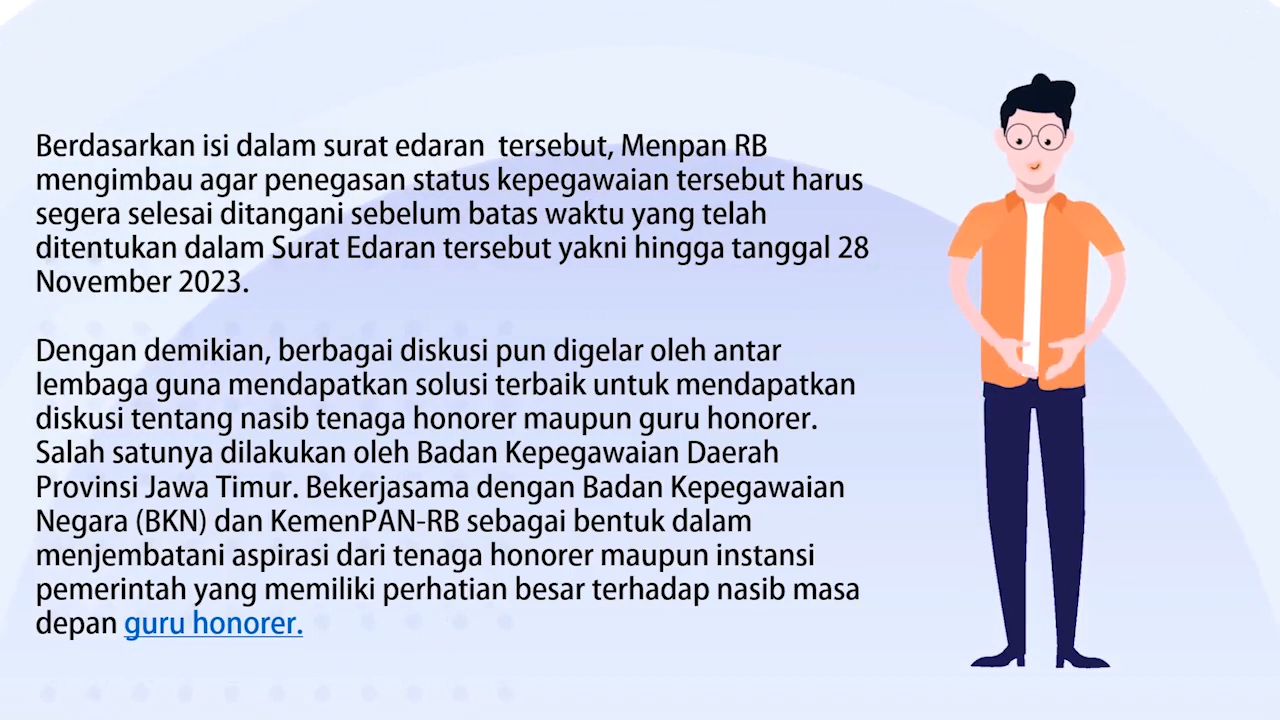 Berdasarkan isi dalam surat edaran  tersebut, Menpan RB
mengimbau agar penegasan status kepegawaian tersebut harus
segera selesai ditangani sebelum batas waktu yang telah
ditentukan dalam Surat Edaran tersebut yakni hingga tanggal 28
November 2023.
Dengan demikian, berbagai diskusi pun digelar oleh antar
lembaga guna mendapatkan solusi terbaik untuk mendapatkan
diskusi tentang nasib tenaga honorer maupun guru honorer.
Salah satunya dilakukan oleh Badan Kepegawaian Daerah
Provinsi Jawa Timur. Bekerjasama dengan Badan Kepegawaian
Negara (BKN) dan KemenPAN-RB sebagai bentuk dalam
menjembatani aspirasi dari tenaga honorer maupun instansi
pemerintah yang memiliki perhatian besar terhadap nasib masa
depan guru honorer.